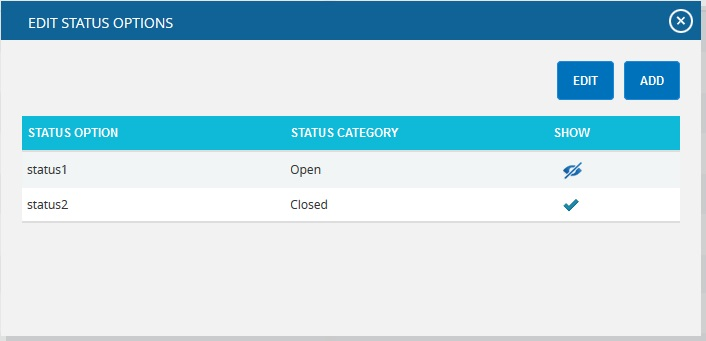 EDIT STATUS OPTIONS
EDIT ADD
STATUS OPTION STATUS CATEGORY SHOW
status1 Open
status2 Closed